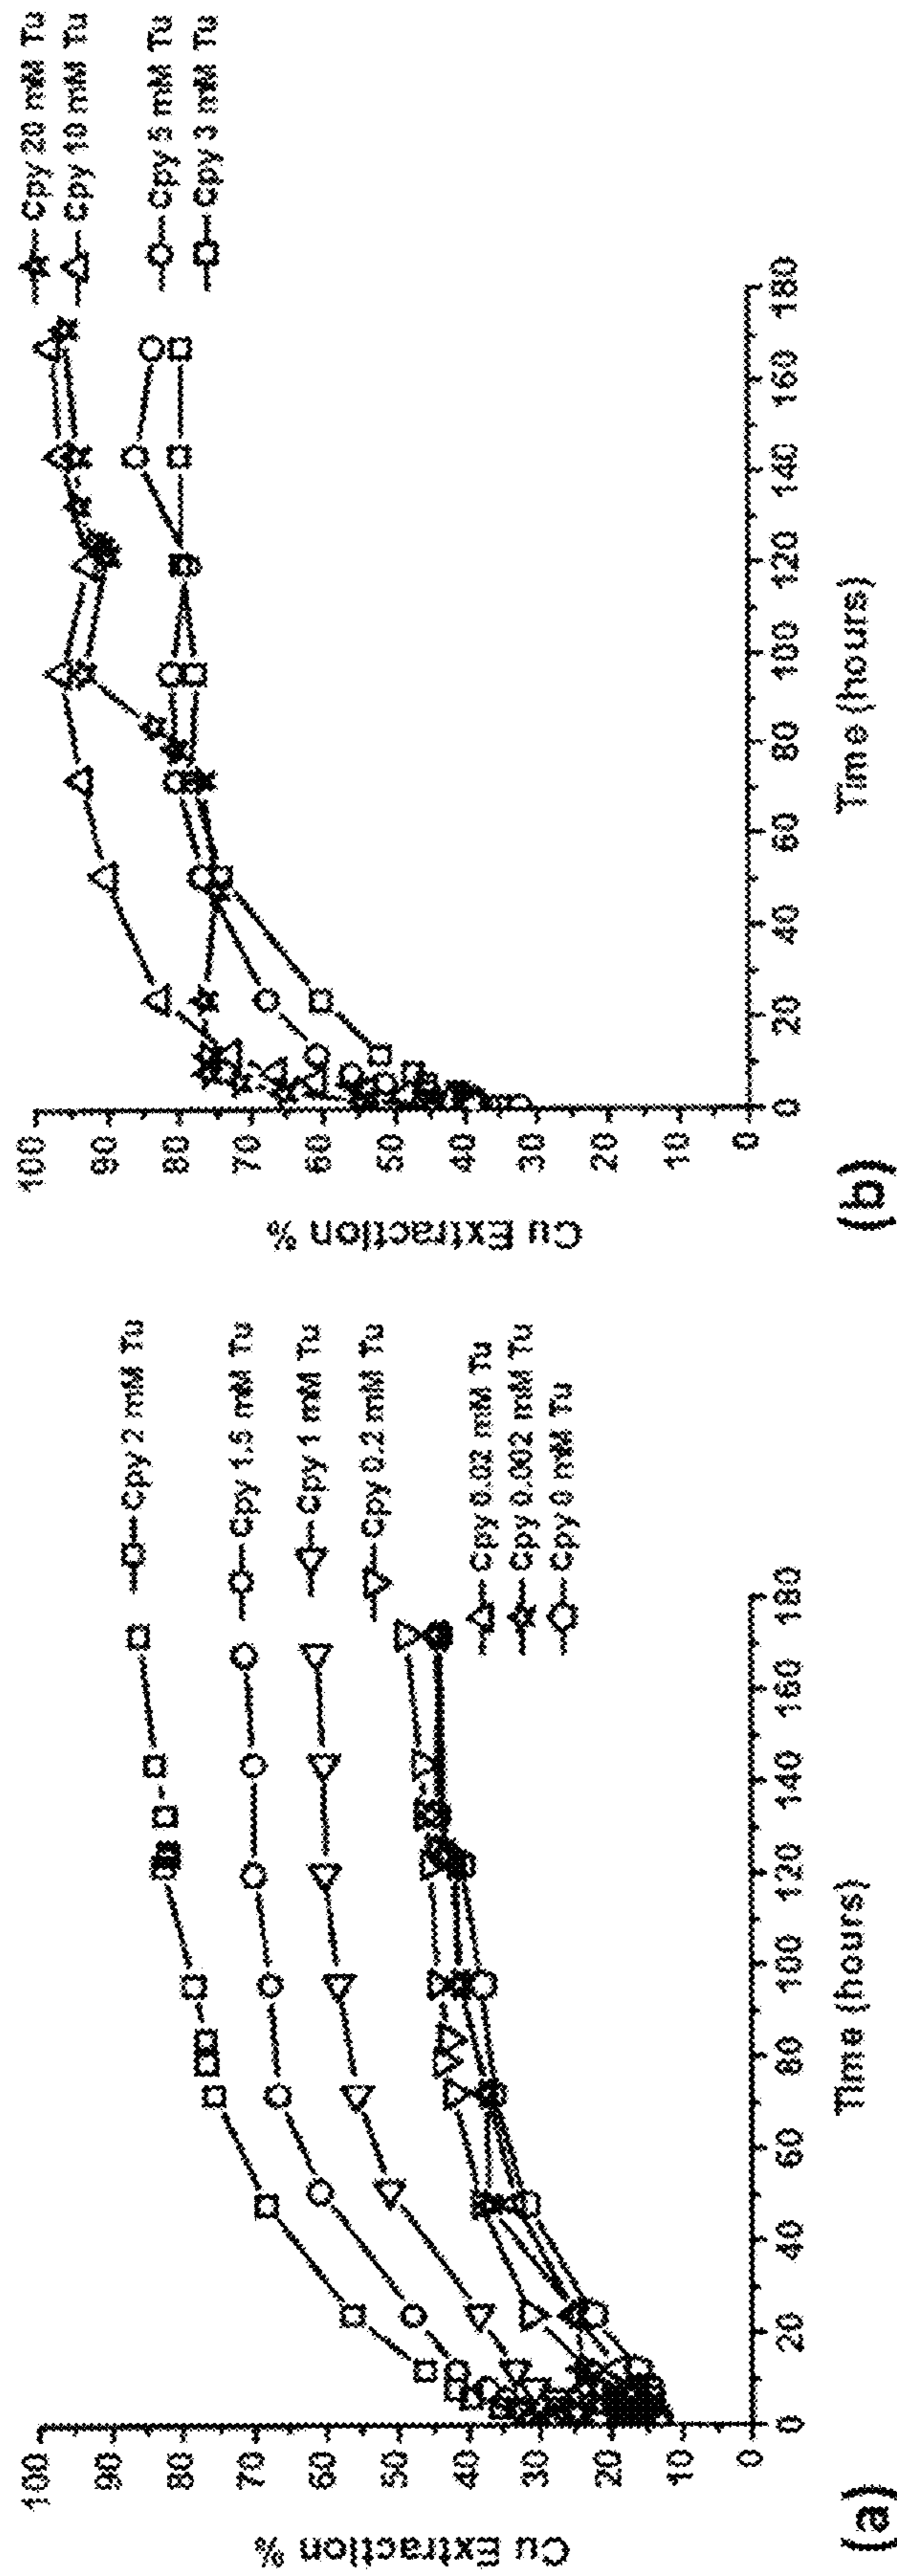 Cu Extraction %
100
90
80
70
60
50
40
30
20
10
0
0
20
40
60
80
100
120
140
160
180
Time (hours)
Cpy 2 mM Tu
Cpy 1.5 mM Tu
Cpy 1 mM Tu
Cpy 0.2 mM Tu
Cpy 0.02 mM Tu
Cpy 0.002 mM Tu
Cpy 0 mM Tu
(a)
Cu Extraction %
100
90
80
70
60
50
40
30
20
10
0
0
20
40
60
80
100
120
140
160
180
Time (hours)
Cpy 20 mM Tu
Cpy 10 mM Tu
Cpy 5 mM Tu
Cpy 3 mM Tu
(b)